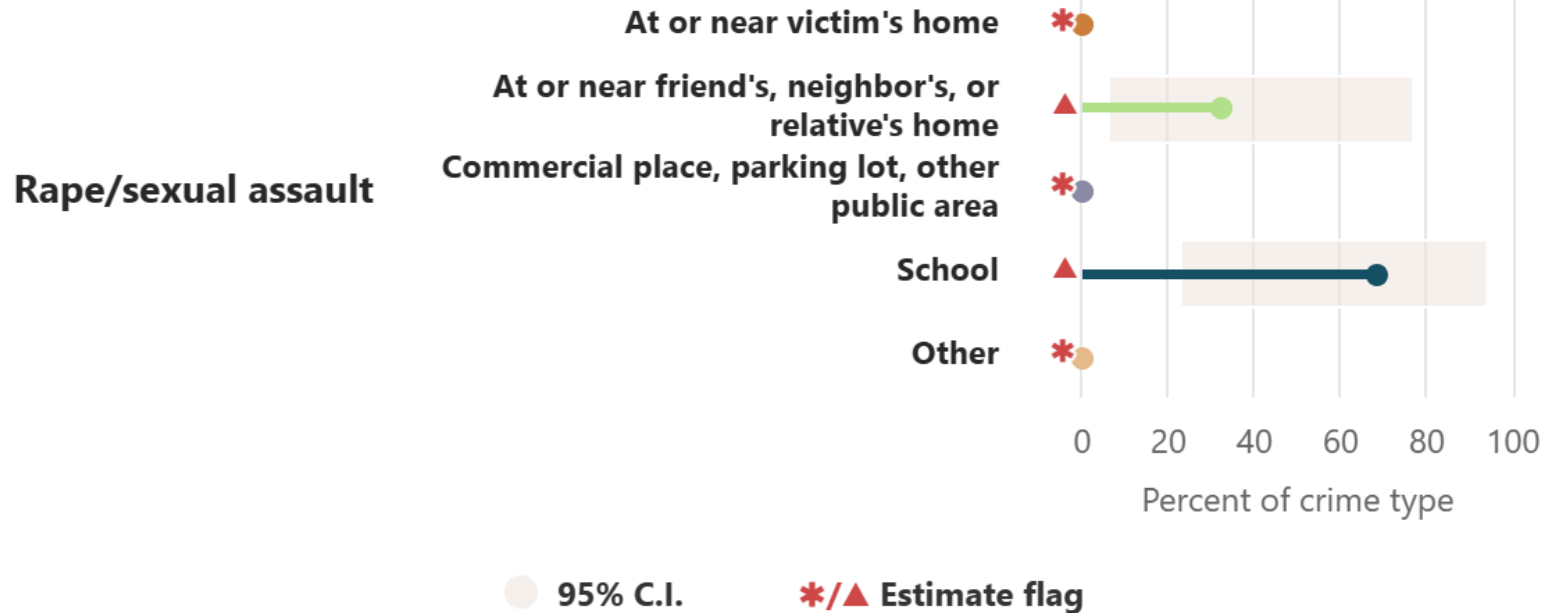 At or near victim's home
At or near friend's, neighbor's, or
relative's home
Rape/sexual assault
Commercial place, parking lot, other
public area
School
Other
0 20 40 60 80 100
Percent of crime type
95% C.I. */▲ Estimate flag